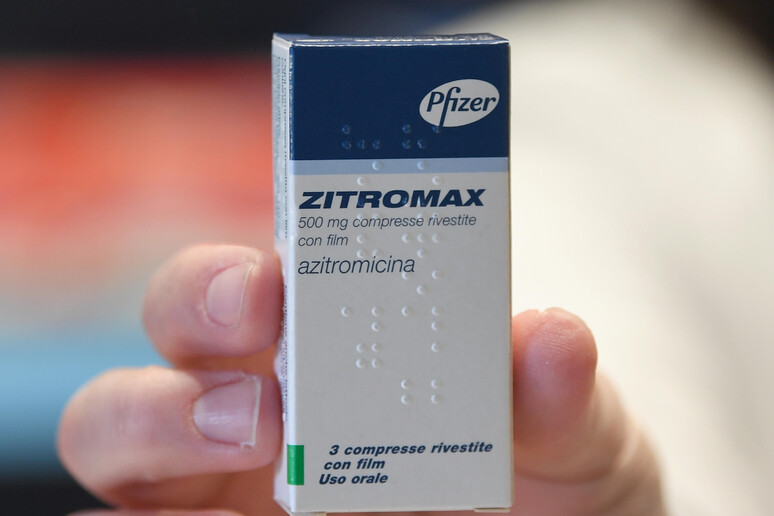 Pfizer
ZITROMAX
500 mg compresse rivestite
con film
azitromicina
3 compresse rivestite
con film
Uso orale